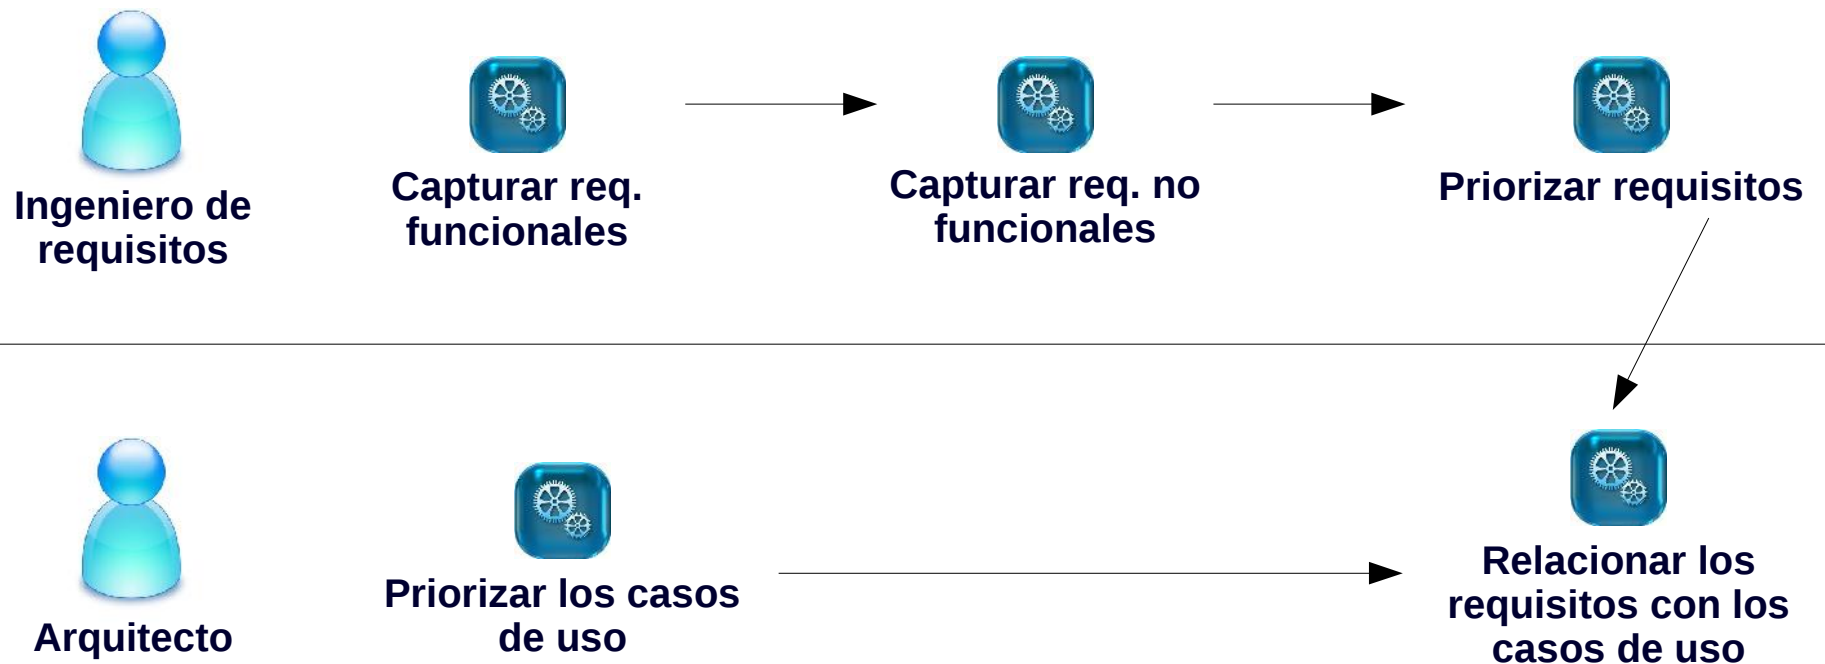 Ingeniero de
requisitos
Capturar req.
funcionales
Capturar req. no
funcionales
Priorizar requisitos
Arquitecto
Priorizar los casos
de uso
Relacionar los
requisitos con los
casos de uso